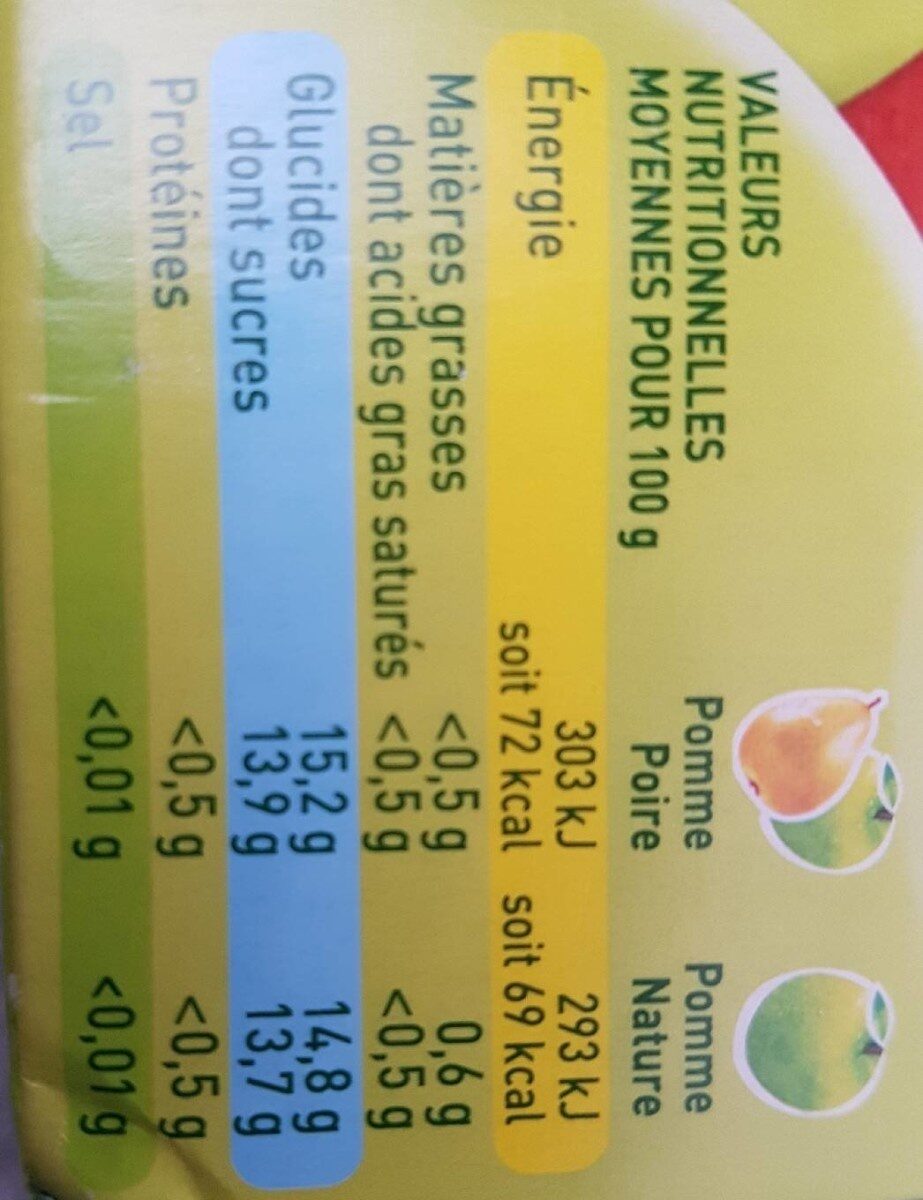 VALEURS
NUTRITIONNELLES
MOYENNES POUR 100 g
Pomme Poire
Pomme Nature
Énergie 303 kJ 293 kJ
soit 72 kcal soit 69 kcal
Matières grasses <0,5 g 0,6 g
dont acides gras saturés <0,5 g <0,5 g
Glucides 15,2 g 14,8 g
dont sucres 13,9 g 13,7 g
Protéines <0,5 g <0,5 g
Sel <0,01 g <0,01 g